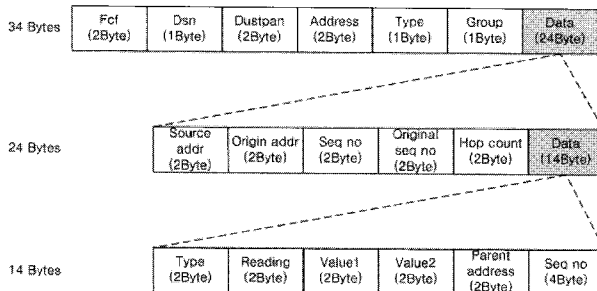 34 Bytes
Fcf (2Byte)
Dsn (1Byte)
Dustpan (2Byte)
Address (2Byte)
Type (1Byte)
Group (1Byte)
Data (24Byte)
24 Bytes
Source addr (2Byte)
Origin addr (2Byte)
Seq no (2Byte)
Original seq no (2Byte)
Hop count (2Byte)
Data (14Byte)
14 Bytes
Type (2Byte)
Reading (2Byte)
Value1 (2Byte)
Value2 (2Byte)
Parent address (2Byte)
Seq no (4Byte)